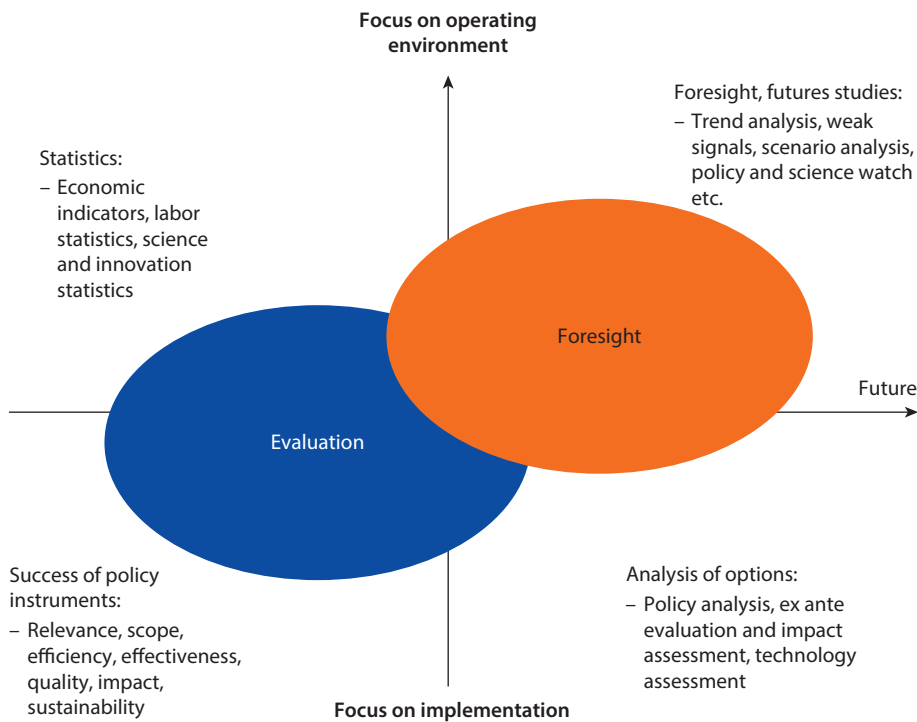 Focus on operating
environment
Foresight, futures studies:
– Trend analysis, weak
signals, scenario analysis,
policy and science watch
etc.
Statistics:
– Economic
indicators, labor
statistics, science
and innovation
statistics
Foresight
Future
Evaluation
Success of policy
instruments:
– Relevance, scope,
efficiency, effectiveness,
quality, impact,
sustainability
Analysis of options:
– Policy analysis, ex ante
evaluation and impact
assessment, technology
assessment
Focus on implementation